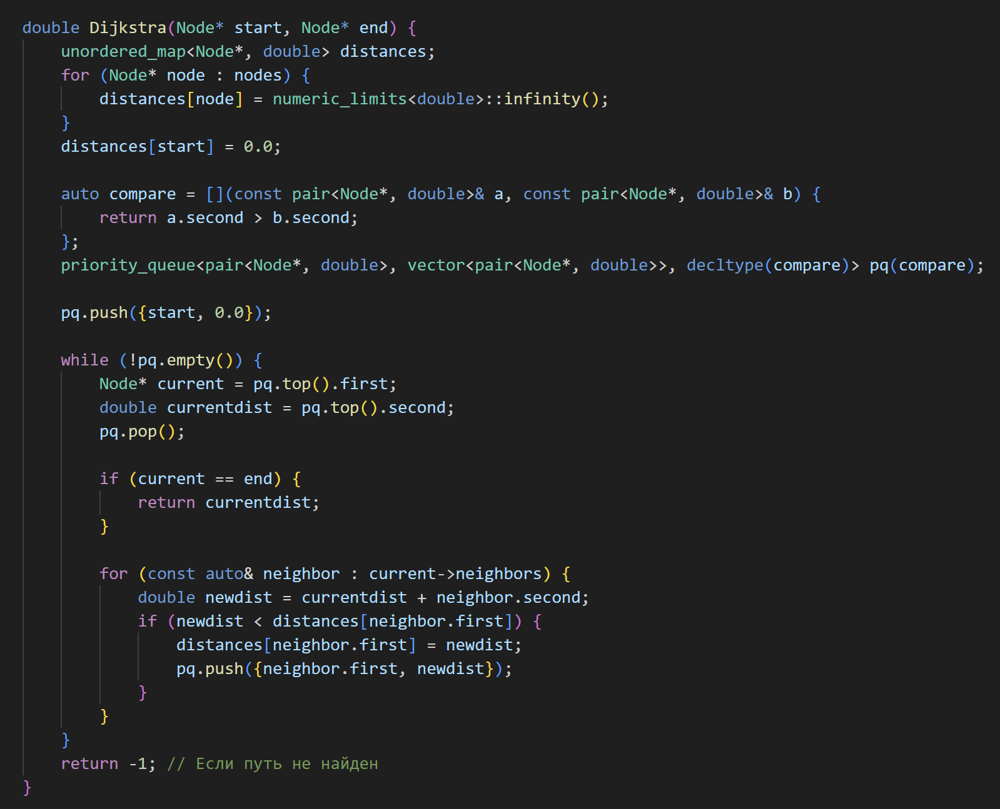 double Dijkstra(Node* start, Node* end) {
    unordered_map<Node*, double> distances;
    for (Node* node : nodes) {
        distances[node] = numeric_limits<double>::infinity();
    }
    distances[start] = 0.0;

    auto compare = [](const pair<Node*, double>& a, const pair<Node*, double>& b) {
        return a.second > b.second;
    };
    priority_queue<pair<Node*, double>, vector<pair<Node*, double>>, decltype(compare)> pq(compare);

    pq.push({start, 0.0});

    while (!pq.empty()) {
        Node* current = pq.top().first;
        double currentdist = pq.top().second;
        pq.pop();

        if (current == end) {
            return currentdist;
        }

        for (const auto& neighbor : current->neighbors) {
            double newdist = currentdist + neighbor.second;
            if (newdist < distances[neighbor.first]) {
                distances[neighbor.first] = newdist;
                pq.push({neighbor.first, newdist});
            }
        }
    }
    return -1; // Если путь не найден
}